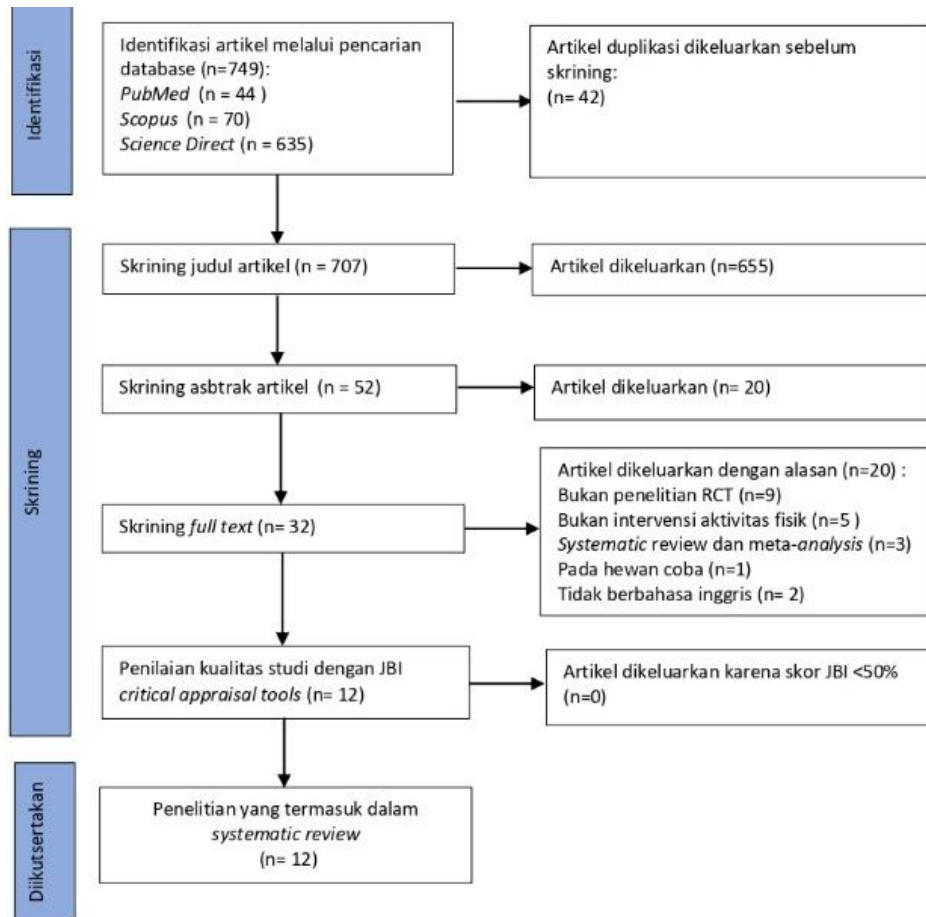 Identifikasi
Identifikasi artikel melalui pencarian
database (n=749):
PubMed (n = 44 )
Scopus (n = 70)
Science Direct (n = 635)
Artikel duplikasi dikeluarkan sebelum
skrining:
(n= 42)
Skrining
Skrining judul artikel (n = 707)
Artikel dikeluarkan (n=655)
Skrining asbtrak artikel (n = 52)
Artikel dikeluarkan (n= 20)
Skrining full text (n= 32)
Artikel dikeluarkan dengan alasan (n=20) :
Bukan penelitian RCT (n=9)
Bukan intervensi aktivitas fisik (n=5 )
Systematic review dan meta-analysis (n=3)
Pada hewan coba (n=1)
Tidak berbahasa inggris (n= 2)
Penilaian kualitas studi dengan JBI
critical appraisal tools (n= 12)
Artikel dikeluarkan karena skor JBI <50%
(n=0)
Diikutsertakan
Penelitian yang termasuk dalam
systematic review
(n= 12)